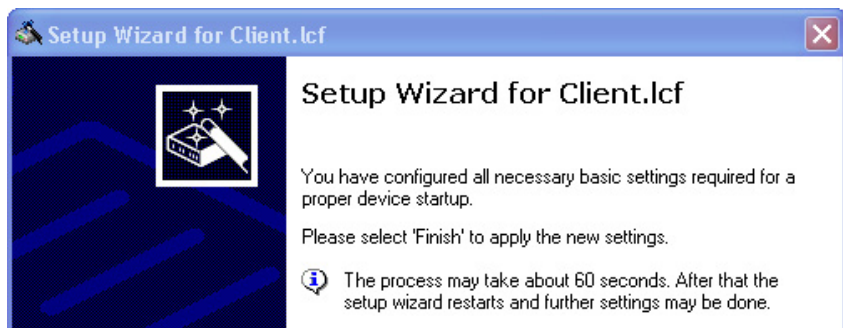 Setup Wizard for Client.lcf
Setup Wizard for Client.lcf
You have configured all necessary basic settings required for a
proper device startup.
Please select 'Finish' to apply the new settings.
The process may take about 60 seconds. After that the
setup wizard restarts and further settings may be done.